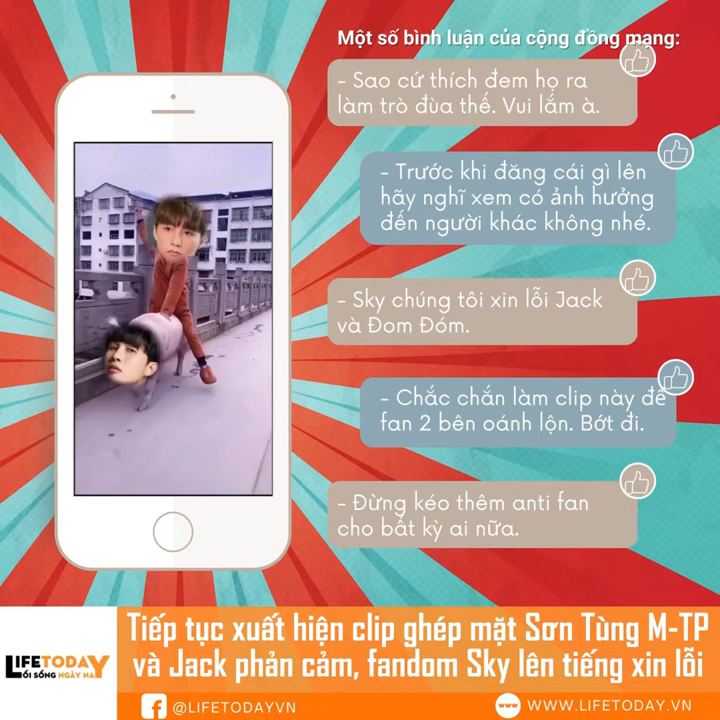 Một số bình luận của cộng đồng mạng:
- Sao cứ thích đem họ ra
làm trò đùa thế. Vui lắm à.
- Trước khi đăng cái gì lên
hãy nghĩ xem có ảnh hưởng
đến người khác không nhé.
- Sky chúng tôi xin lỗi Jack
và Đom Đóm.
- Chắc chắn làm clip này để
fan 2 bên oánh lộn. Bớt đi.
- Đừng kéo thêm anti fan
cho bất kỳ ai nữa.
Tiếp tục xuất hiện clip ghép mặt Sơn Tùng M-TP
và Jack phản cảm, fandom Sky lên tiếng xin lỗi
LIFETODAY
LỐI SỐNG NGÀY NAY
@LIFETODAYVN
WWW.LIFETODAY.VN